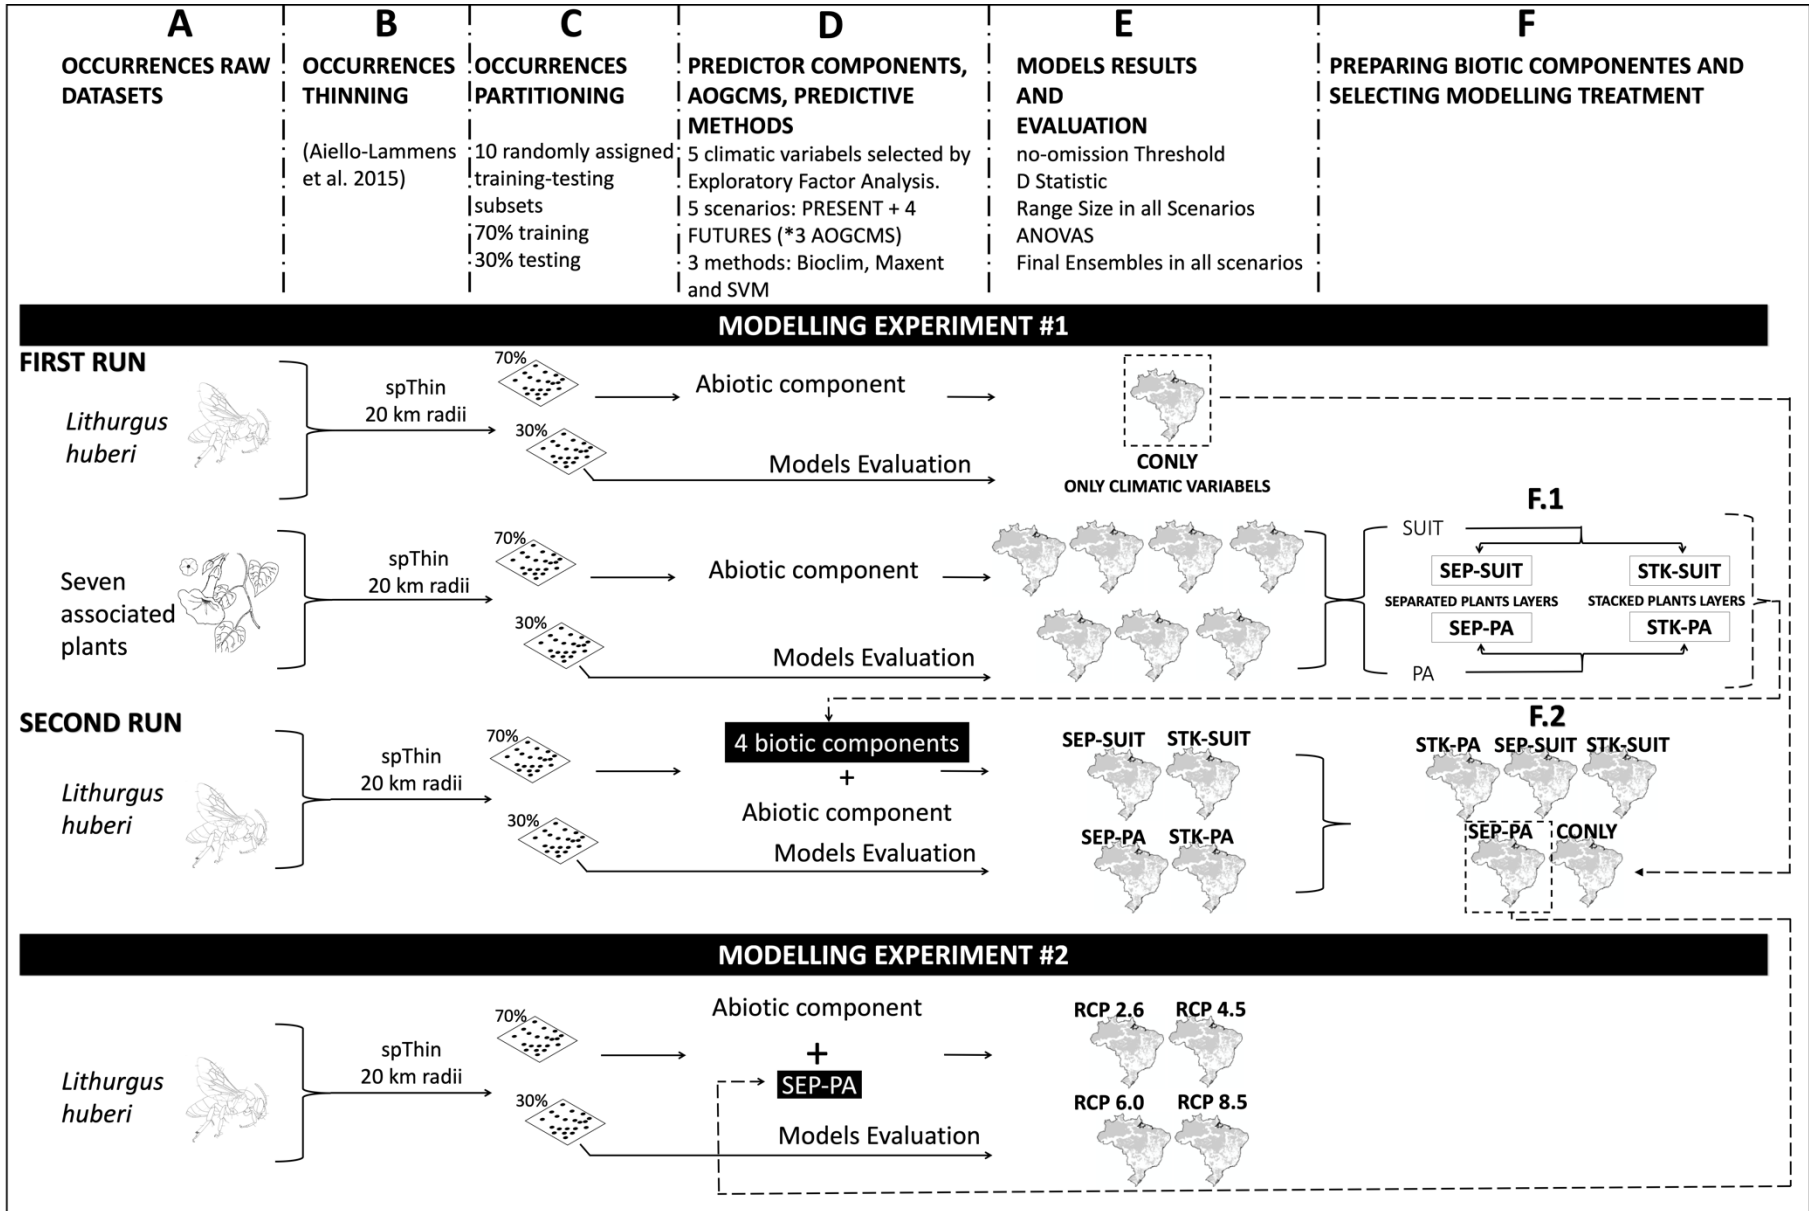 A
OCCURRENCES RAW
DATASETS
B
OCCURRENCES
THINNING
(Aiello-Lammens
et al. 2015)
C
OCCURRENCES
PARTITIONING
10 randomly assigned
training-testing
subsets
70% training
30% testing
D
PREDICTOR COMPONENTS,
AOGCMS, PREDICTIVE
METHODS
5 climatic variabels selected by
Exploratory Factor Analysis.
5 scenarios: PRESENT + 4
FUTURES (*3 AOGCMS)
3 methods: Bioclim, Maxent
and SVM
E
MODELS RESULTS
AND
EVALUATION
no-omission Threshold
D Statistic
Range Size in all Scenarios
ANOVAS
Final Ensembles in all scenarios
F
PREPARING BIOTIC COMPONENTES AND
SELECTING MODELLING TREATMENT
MODELLING EXPERIMENT #1
FIRST RUN
Lithurgus
huberi
spThin
20 km radii
70%
30%
Abiotic component
Models Evaluation
CONLY
ONLY CLIMATIC VARIABELS
Seven
associated
plants
spThin
20 km radii
70%
30%
Abiotic component
Models Evaluation
F.1
SUIT
SEP-SUIT
STK-SUIT
SEPARATED PLANTS LAYERS
STACKED PLANTS LAYERS
SEP-PA
STK-PA
PA
SECOND RUN
Lithurgus
huberi
spThin
20 km radii
70%
30%
4 biotic components
+
Abiotic component
Models Evaluation
SEP-SUIT
STK-SUIT
SEP-PA
STK-PA
F.2
STK-PA
SEP-SUIT
STK-SUIT
SEP-PA
CONLY
MODELLING EXPERIMENT #2
Lithurgus
huberi
spThin
20 km radii
70%
30%
Abiotic component
+
SEP-PA
Models Evaluation
RCP 2.6
RCP 4.5
RCP 6.0
RCP 8.5